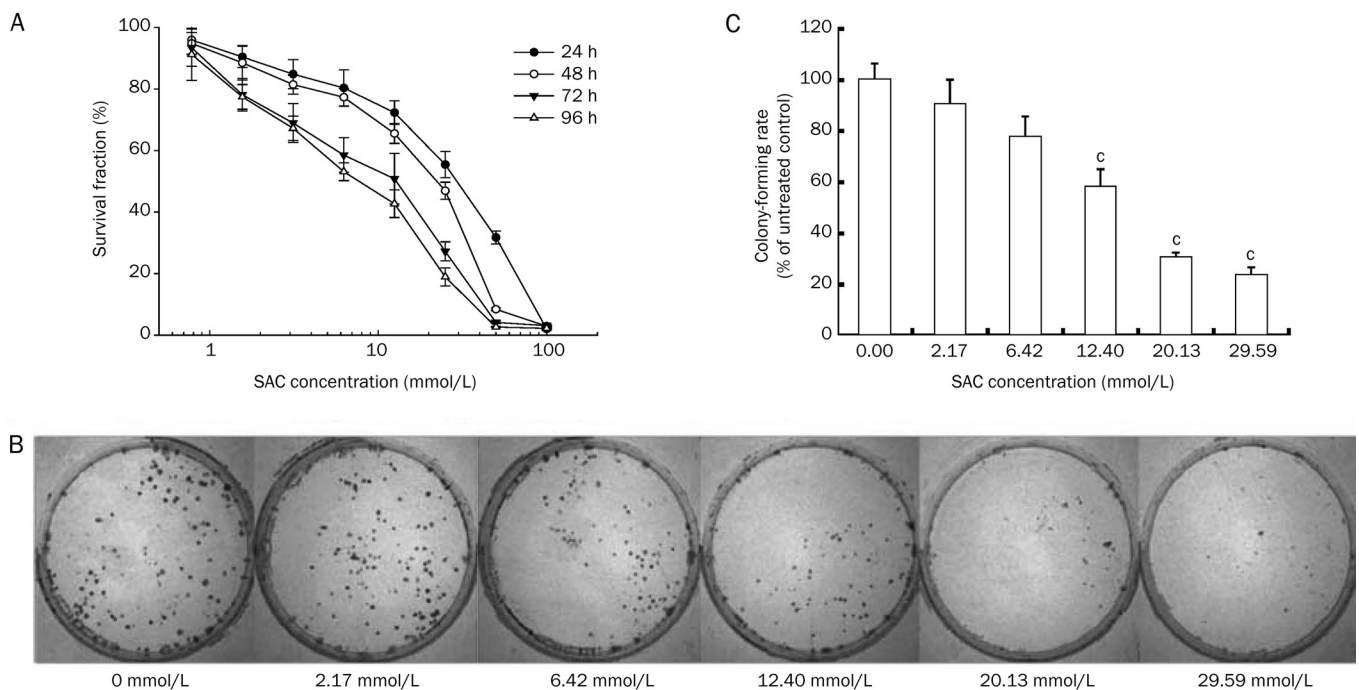 A
100
80
60
40
20
0
Survival fraction (%)
24 h
48 h
72 h
96 h
1 10 100
SAC concentration (mmol/L)
C
120
100
80
60
40
20
0
Colony-forming rate
(% of untreated control)
c
c
c
0.00 2.17 6.42 12.40 20.13 29.59
SAC concentration (mmol/L)
B
0 mmol/L 2.17 mmol/L 6.42 mmol/L 12.40 mmol/L 20.13 mmol/L 29.59 mmol/L